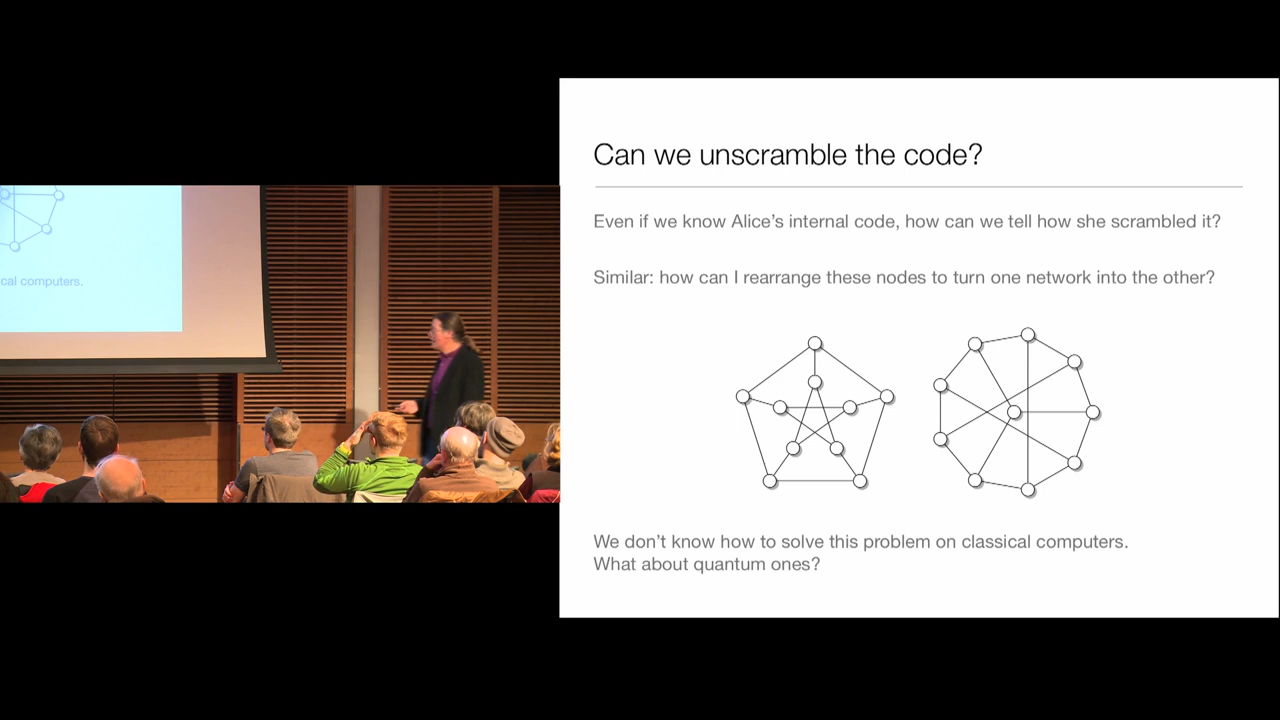 Can we unscramble the code?
Even if we know Alice’s internal code, how can we tell how she scrambled it?
Similar: how can I rearrange these nodes to turn one network into the other?
We don’t know how to solve this problem on classical computers.
What about quantum ones?
cal computers.